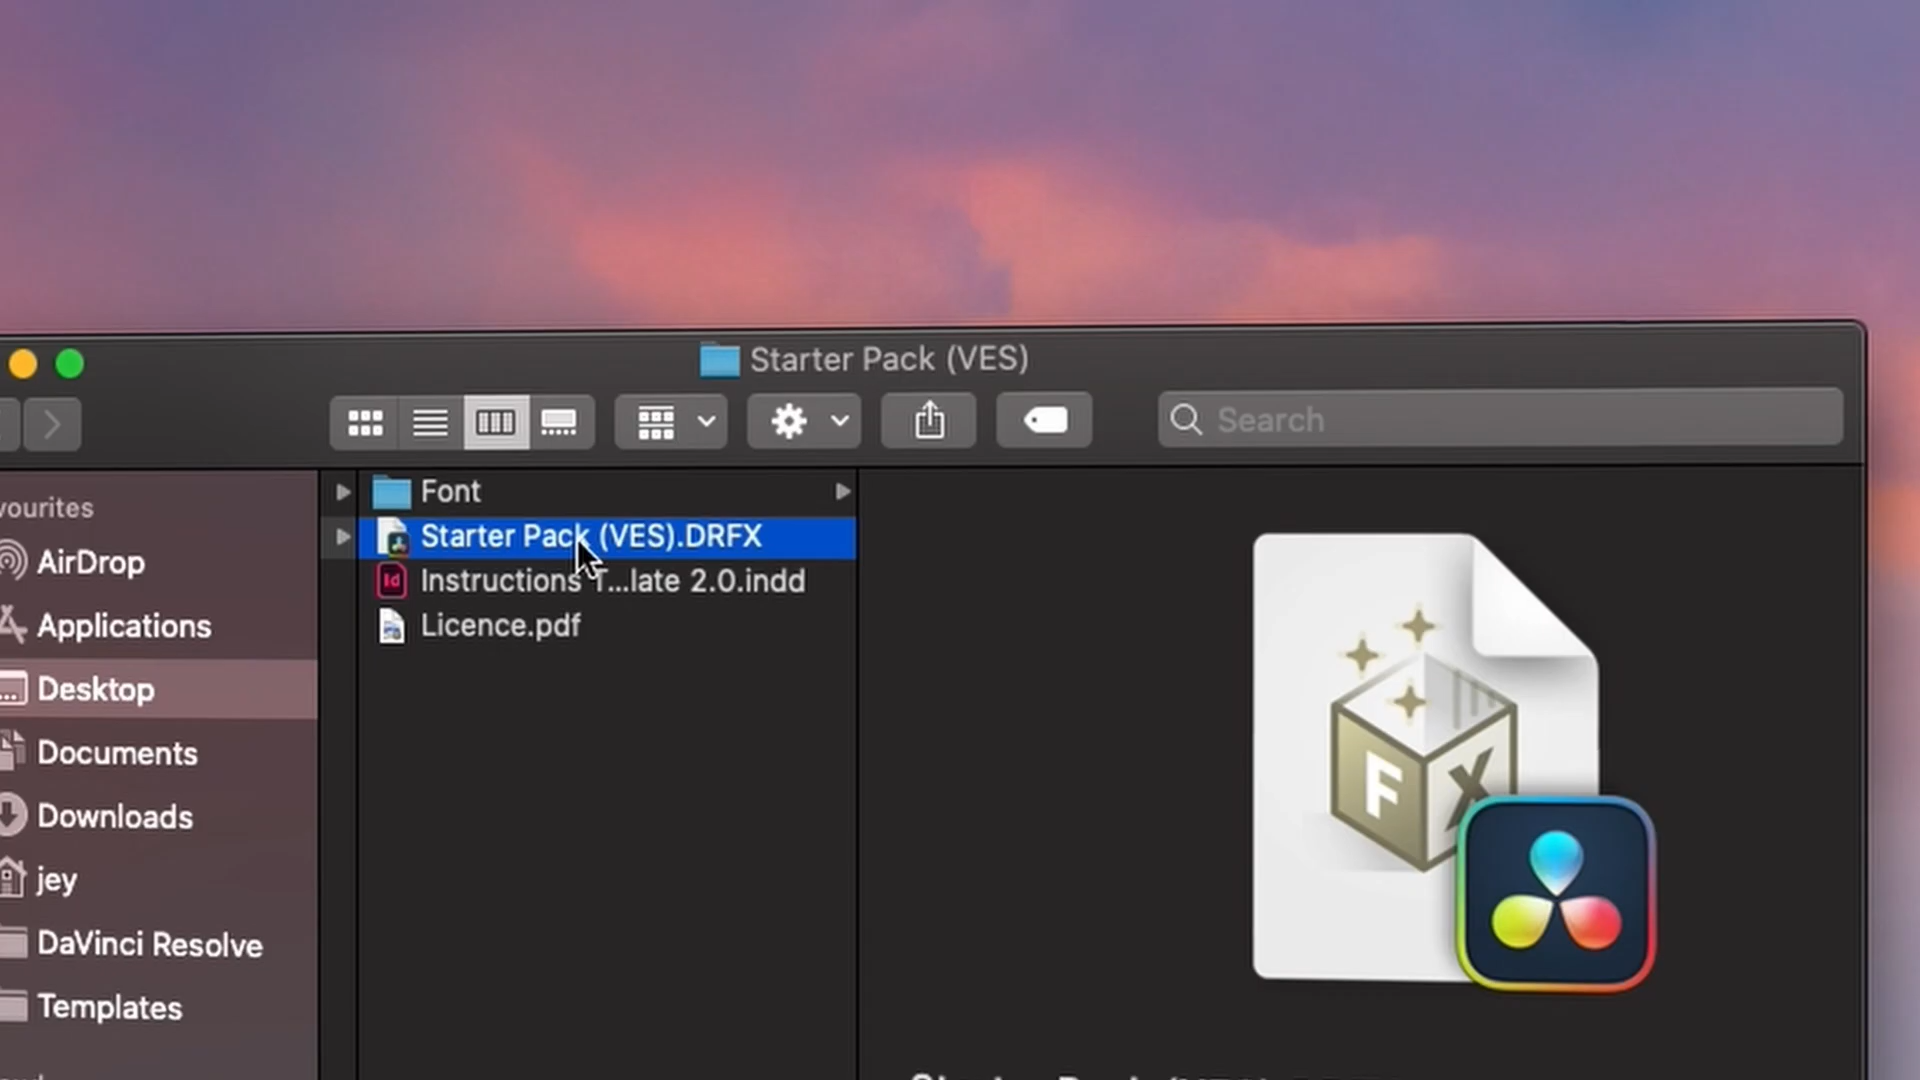 Starter Pack (VES)
Search
Font
Starter Pack (VES).DRFX
Instructions T...late 2.0.indd
Id
Licence.pdf
vourites
AirDrop
Applications
Desktop
Documents
Downloads
jey
DaVinci Resolve
Templates
F X